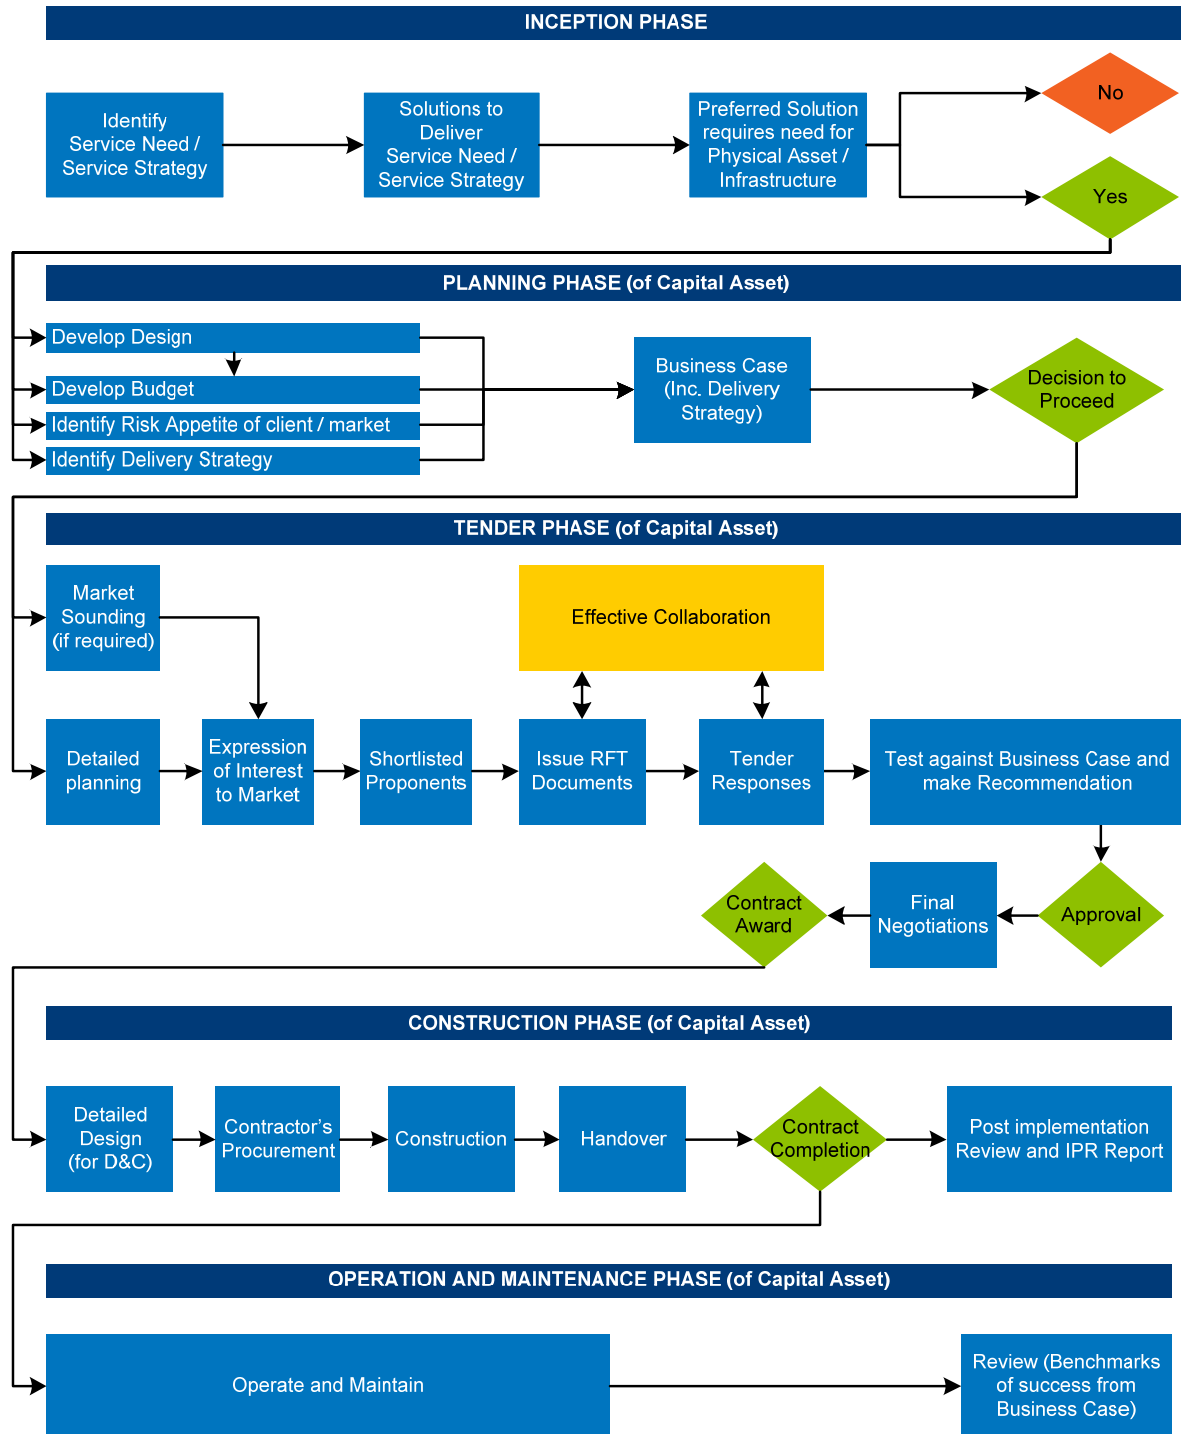 INCEPTION PHASE
Identify
Service Need /
Service Strategy
Solutions to
Deliver
Service Need /
Service Strategy
Preferred Solution
requires need for
Physical Asset /
Infrastructure
No
Yes
PLANNING PHASE (of Capital Asset)
Develop Design
Develop Budget
Identify Risk Appetite of client / market
Identify Delivery Strategy
Business Case
(Inc. Delivery
Strategy)
Decision to
Proceed
TENDER PHASE (of Capital Asset)
Market
Sounding
(if required)
Effective Collaboration
Detailed
planning
Expression
of Interest
to Market
Shortlisted
Proponents
Issue RFT
Documents
Tender
Responses
Test against Business Case and
make Recommendation
Contract
Award
Final
Negotiations
Approval
CONSTRUCTION PHASE (of Capital Asset)
Detailed
Design
(for D&C)
Contractor’s
Procurement
Construction
Handover
Contract
Completion
Post implementation
Review and IPR Report
OPERATION AND MAINTENANCE PHASE (of Capital Asset)
Operate and Maintain
Review (Benchmarks
of success from
Business Case)